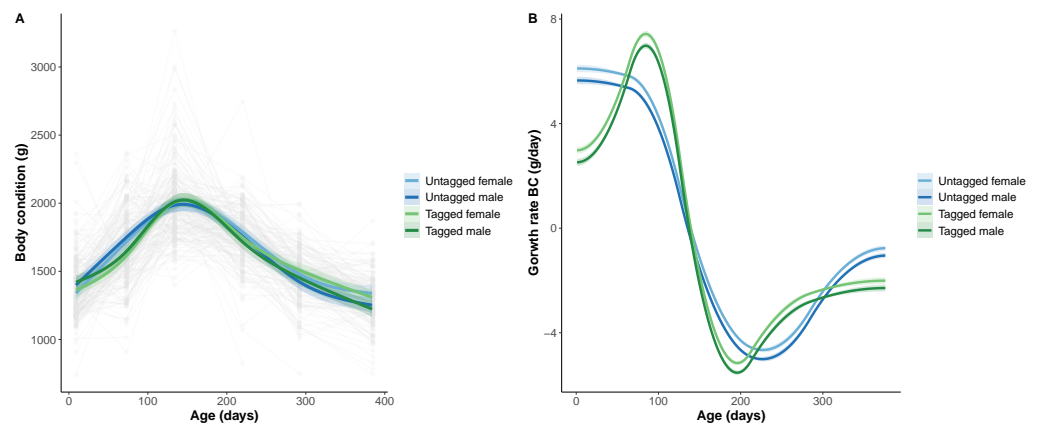 A
Body condition (g)
3000
2500
2000
1500
1000
0
100
200
300
400
Age (days)
Untagged female
Untagged male
Tagged female
Tagged male
B
Gorwth rate BC (g/day)
8
4
0
−4
0
100
200
300
Age (days)
Untagged female
Untagged male
Tagged female
Tagged male